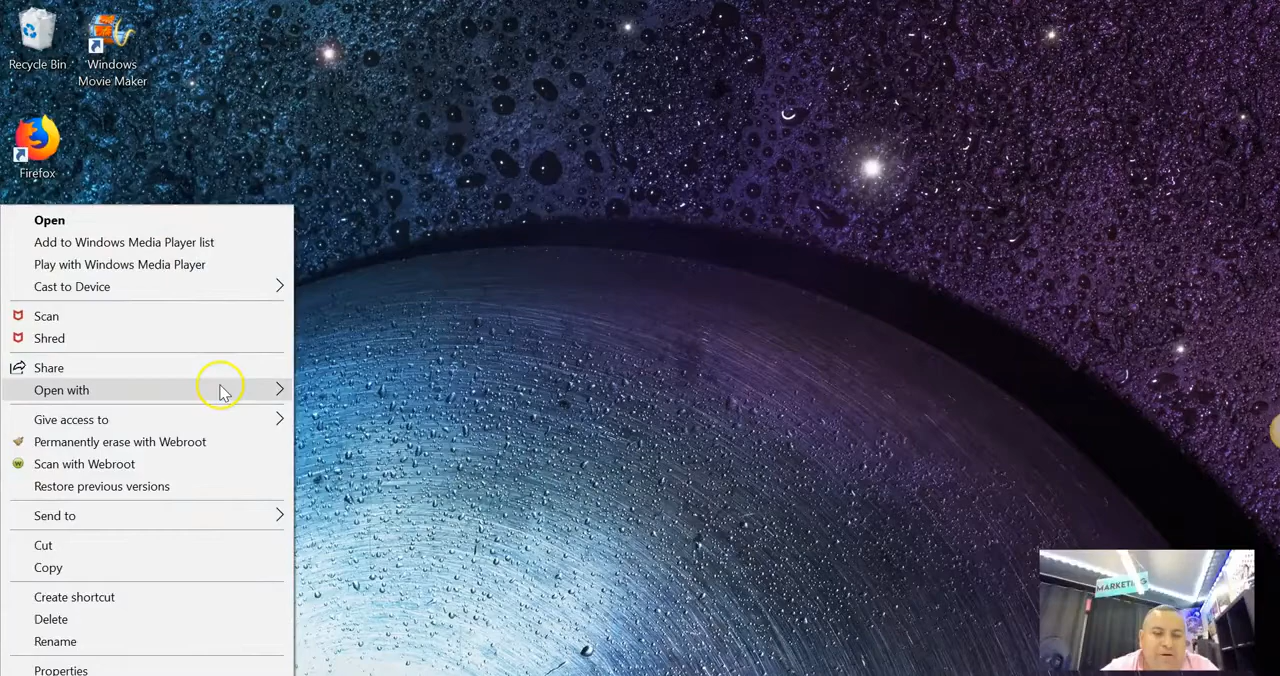 Recycle Bin
Windows
Movie Maker
Firefox
Open
Add to Windows Media Player list
Play with Windows Media Player
Cast to Device
Scan
Shred
Share
Open with
Give access to
Permanently erase with Webroot
Scan with Webroot
Restore previous versions
Send to
Cut
Copy
Create shortcut
Delete
Rename
Properties
MARKETING